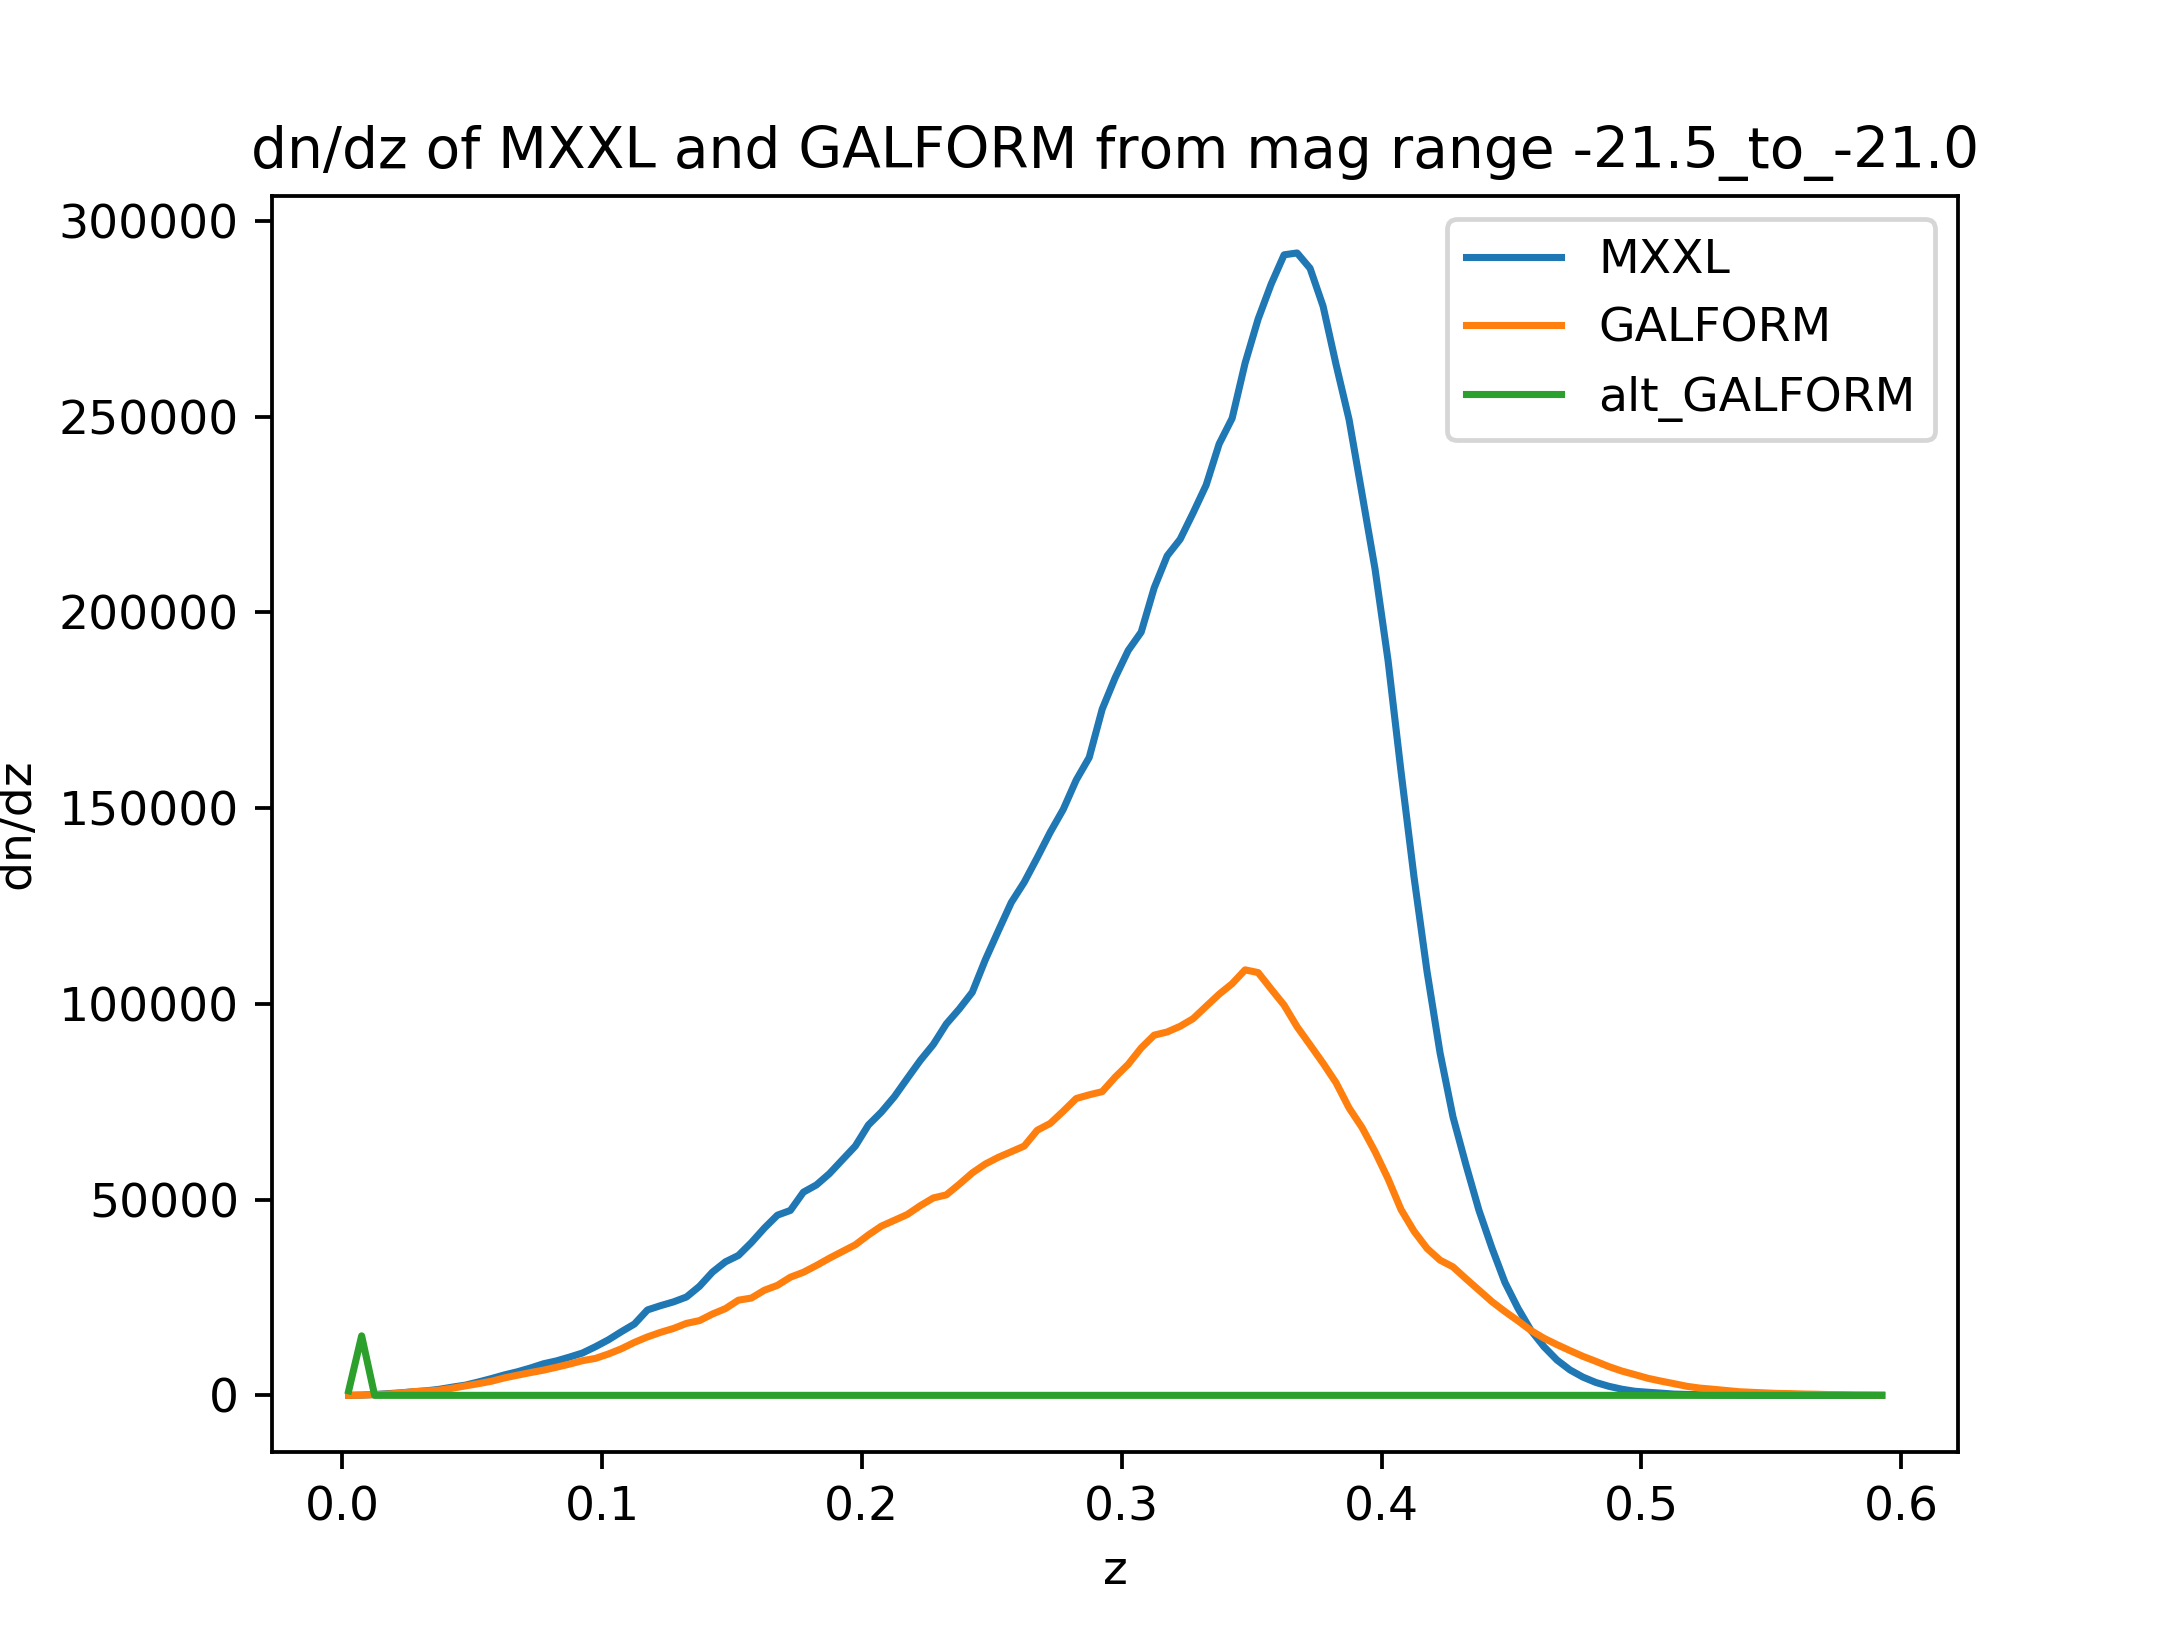 dn/dz of MXXL and GALFORM from mag range -21.5_to_-21.0
300000
250000
200000
150000
100000
50000
0
dn/dz
MXXL
GALFORM
alt_GALFORM
0.0 0.1 0.2 0.3 0.4 0.5 0.6
z